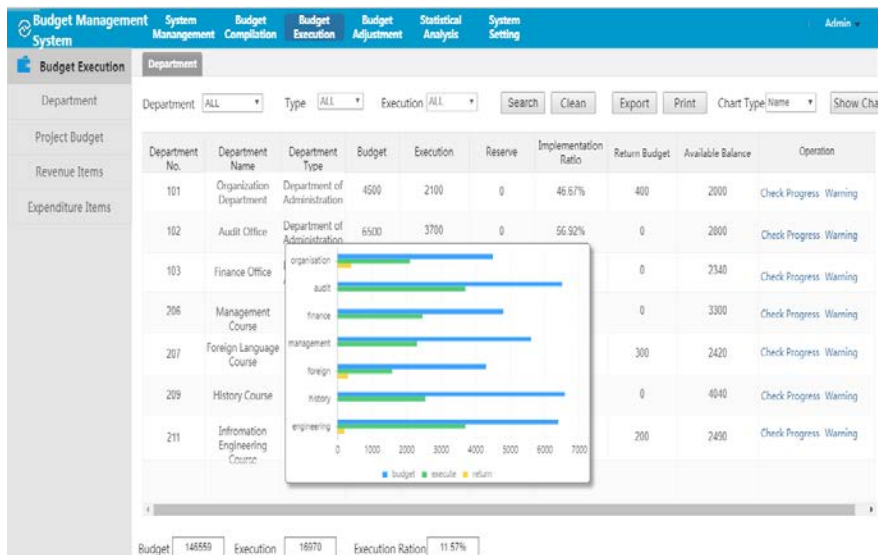 Budget Management System
System Manangement
Budget Compilation
Budget Execution
Budget Adjustment
Statistical Analysis
System Setting
Admin
Budget Execution
Department
Project Budget
Revenue Items
Expenditure Items
Department
Department ALL Type ALL Execution ALL Search Clean Export Print Chart Type Name Show Cha
Department No. Department Name Department Type Budget Execution Reserve Implementation Ratio Return Budget Available Balance Operation
101 Organization Department Department of Administration 4500 2100 0 46.67% 400 2000 Check Progress Warning
102 Audit Office Department of Administration 6500 3700 0 56.92% 0 2800 Check Progress Warning
103 Finance Office 0 2340 Check Progress Warning
206 Management Course 0 3300 Check Progress Warning
207 Foreign Language Course 300 2420 Check Progress Warning
209 History Course 0 4040 Check Progress Warning
211 Infromation Engineering Course 200 2490 Check Progress Warning
organisation
audit
finance
management
foreign
history
engineering
0 1000 2000 3000 4000 5000 6000 7000
budget execute return
Budget 146559 Execution 16970 Execution Ration 11.57%